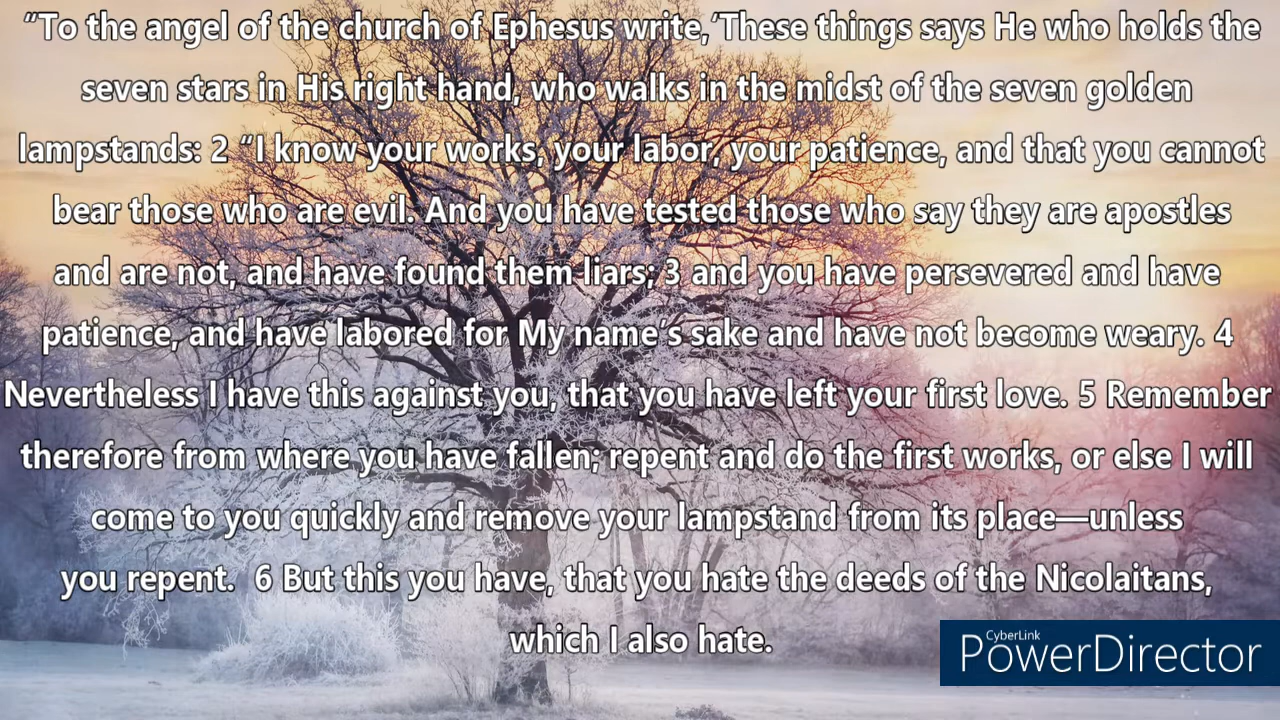 “To the angel of the church of Ephesus write,‘These things says He who holds the
seven stars in His right hand, who walks in the midst of the seven golden
lampstands: 2 “I know your works, your labor, your patience, and that you cannot
bear those who are evil. And you have tested those who say they are apostles
and are not, and have found them liars; 3 and you have persevered and have
patience, and have labored for My name’s sake and have not become weary. 4
Nevertheless I have this against you, that you have left your first love. 5 Remember
therefore from where you have fallen; repent and do the first works, or else I will
come to you quickly and remove your lampstand from its place—unless
you repent.  6 But this you have, that you hate the deeds of the Nicolaitans,
which I also hate.
CyberLink
PowerDirector